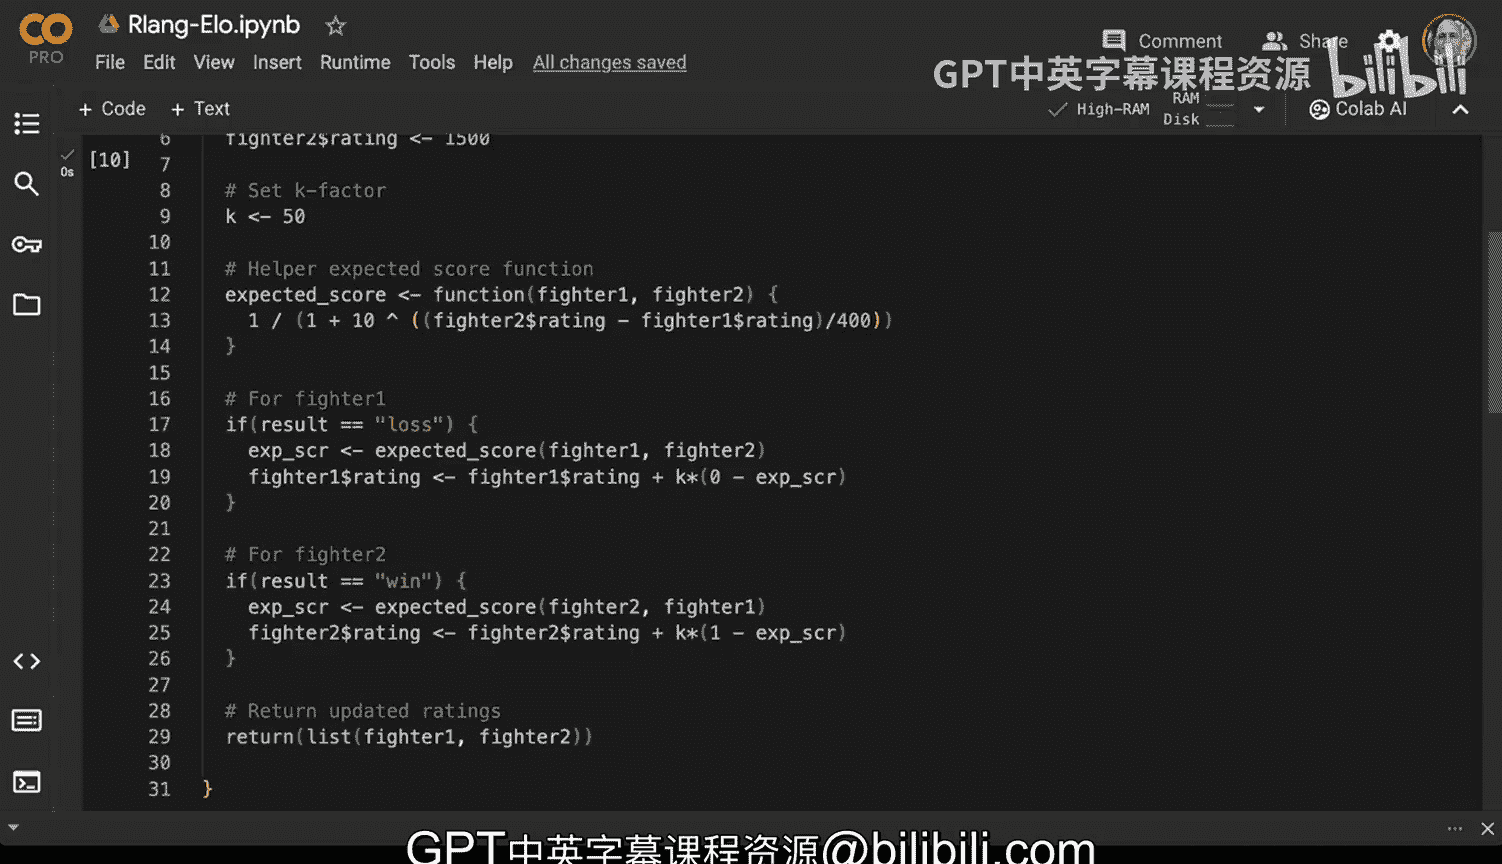 CO
PRO
Rlang-Elo.ipynb
File Edit View Insert Runtime Tools Help All changes saved
Comment Share
GPT中英字幕课程资源 bilibili
+ Code + Text
High-RAM RAM Disk
Colab AI
[10]
0s
6 fighter2$rating <- 1500
7
8 # Set k-factor
9 k <- 50
10
11 # Helper expected score function
12 expected_score <- function(fighter1, fighter2) {
13 1 / (1 + 10 ^ ((fighter2$rating - fighter1$rating)/400))
14 }
15
16 # For fighter1
17 if(result == "loss") {
18 exp_scr <- expected_score(fighter1, fighter2)
19 fighter1$rating <- fighter1$rating + k*(0 - exp_scr)
20 }
21
22 # For fighter2
23 if(result == "win") {
24 exp_scr <- expected_score(fighter2, fighter1)
25 fighter2$rating <- fighter2$rating + k*(1 - exp_scr)
26 }
27
28 # Return updated ratings
29 return(list(fighter1, fighter2))
30
31 }
GPT中英字幕课程资源@bilibili.com